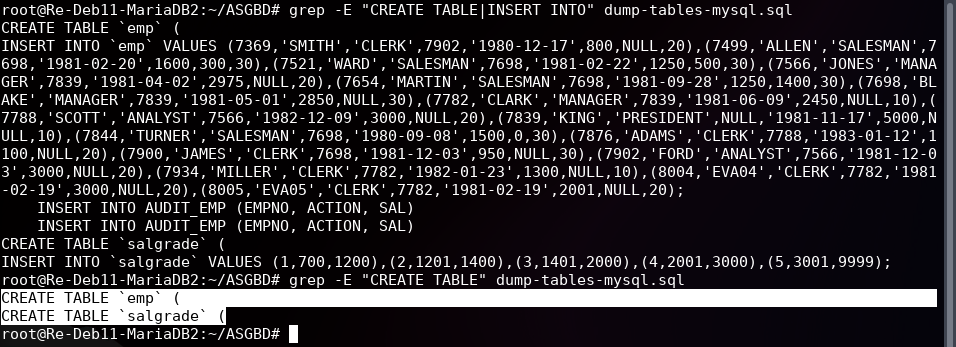 root@Re-Deb11-MariaDB2:~/ASGBD# grep -E "CREATE TABLE|INSERT INTO" dump-tables-mysql.sql
CREATE TABLE `emp` (
INSERT INTO `emp` VALUES (7369,'SMITH','CLERK',7902,'1980-12-17',800,NULL,20),(7499,'ALLEN','SALESMAN',7
698,'1981-02-20',1600,300,30),(7521,'WARD','SALESMAN',7698,'1981-02-22',1250,500,30),(7566,'JONES','MANA
GER',7839,'1981-04-02',2975,NULL,20),(7654,'MARTIN','SALESMAN',7698,'1981-09-28',1250,1400,30),(7698,'BL
AKE','MANAGER',7839,'1981-05-01',2850,NULL,30),(7782,'CLARK','MANAGER',7839,'1981-06-09',2450,NULL,10),(
7788,'SCOTT','ANALYST',7566,'1982-12-09',3000,NULL,20),(7839,'KING','PRESIDENT',NULL,'1981-11-17',5000,N
ULL,10),(7844,'TURNER','SALESMAN',7698,'1980-09-08',1500,0,30),(7876,'ADAMS','CLERK',7788,'1983-01-12',1
100,NULL,20),(7900,'JAMES','CLERK',7698,'1981-12-03',950,NULL,30),(7902,'FORD','ANALYST',7566,'1981-12-0
3',3000,NULL,20),(7934,'MILLER','CLERK',7782,'1982-01-23',1300,NULL,10),(8004,'EVA04','CLERK',7782,'1981
-02-19',3000,NULL,20),(8005,'EVA05','CLERK',7782,'1981-02-19',2001,NULL,20);
    INSERT INTO AUDIT_EMP (EMPNO, ACTION, SAL)
    INSERT INTO AUDIT_EMP (EMPNO, ACTION, SAL)
CREATE TABLE `salgrade` (
INSERT INTO `salgrade` VALUES (1,700,1200),(2,1201,1400),(3,1401,2000),(4,2001,3000),(5,3001,9999);
root@Re-Deb11-MariaDB2:~/ASGBD# grep -E "CREATE TABLE" dump-tables-mysql.sql
CREATE TABLE `emp` (
CREATE TABLE `salgrade` (
root@Re-Deb11-MariaDB2:~/ASGBD#